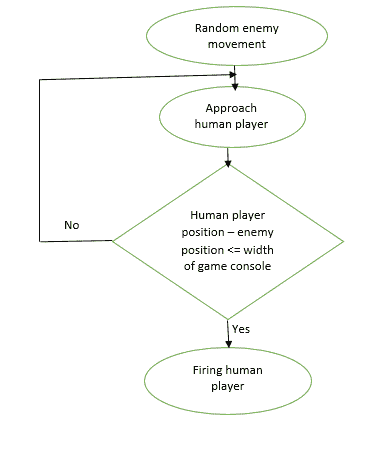 Random enemy
movement
Approach
human player
Human player
position – enemy
position <= width
of game console
No
Yes
Firing human
player